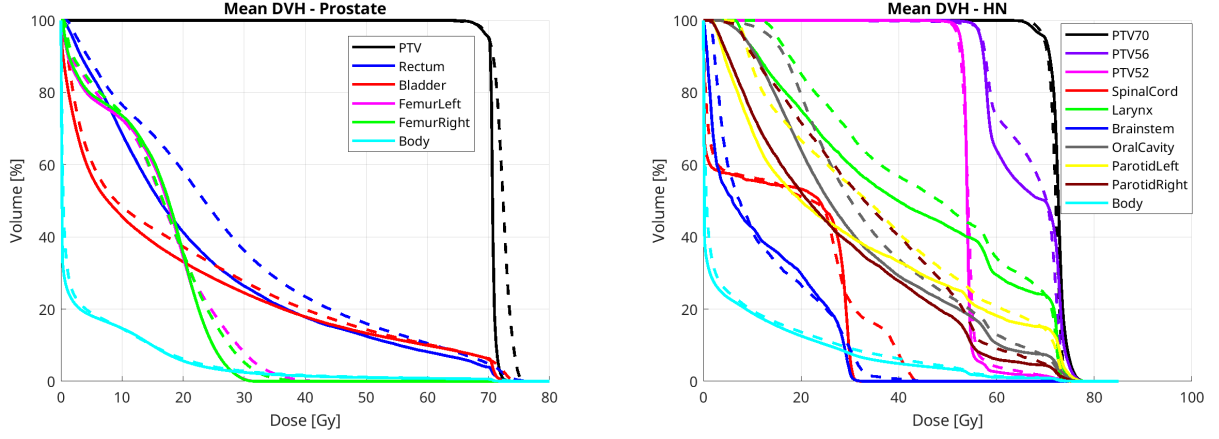 Mean DVH - Prostate
100
80
60
40
20
0
Volume [%]
0 10 20 30 40 50 60 70 80
Dose [Gy]
PTV
Rectum
Bladder
FemurLeft
FemurRight
Body
Mean DVH - HN
100
80
60
40
20
0
Volume [%]
0 20 40 60 80 100
Dose [Gy]
PTV70
PTV56
PTV52
SpinalCord
Larynx
Brainstem
OralCavity
ParotidLeft
ParotidRight
Body